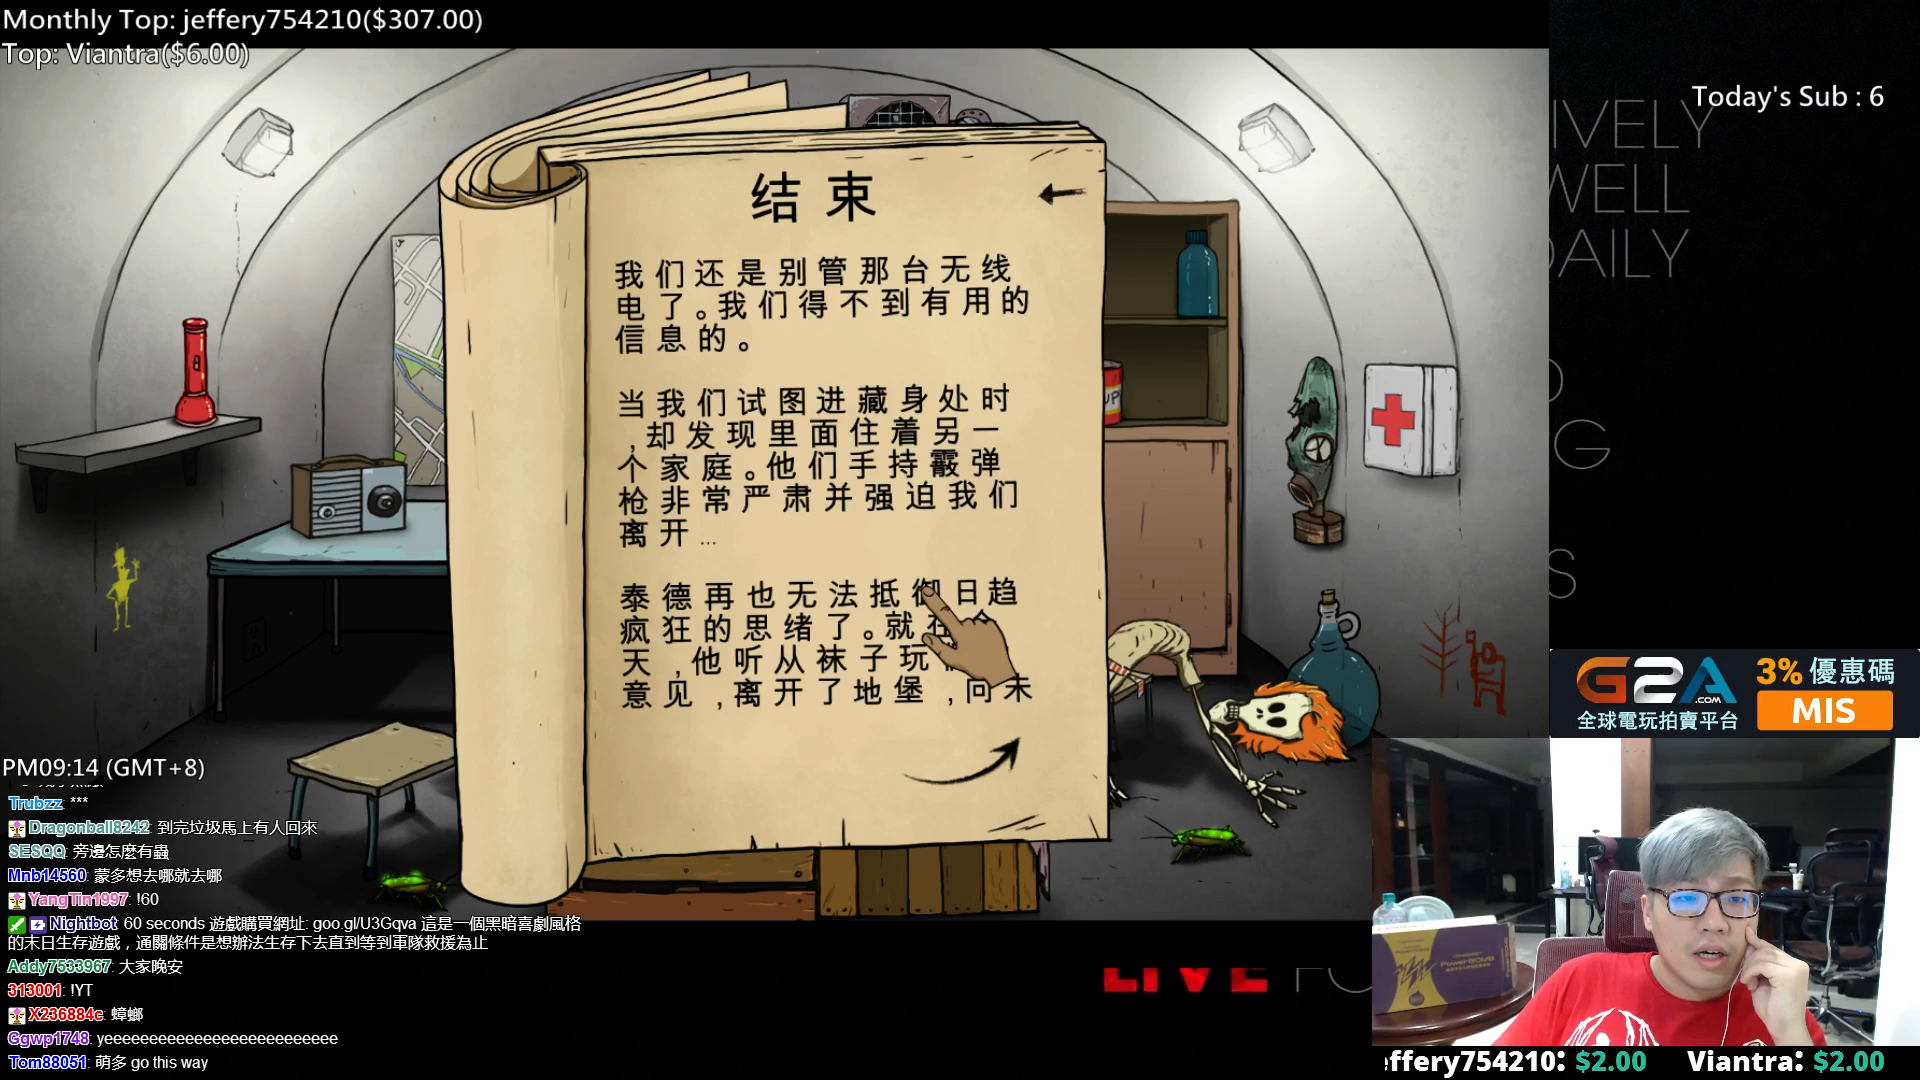 Monthly Top: jeffery754210($307.00)
Top: Viantra($6.00)
Today's Sub : 6
IVELY
WELL
DAILY
结束
我们还是别管那台无线
电了。我们得不到有用的
信息的。
当我们试图进藏身处时
,却发现里面住着另一
个家庭。他们手持霰弹
枪非常严肃并强迫我们
离开...
泰德再也无法抵御日趋
疯狂的思绪了。就在今
天,他听从袜子玩
意见,离开了地堡,向未
UP
G
S
G2A
.COM
全球電玩拍賣平台
3%優惠碼
MIS
PM09:14 (GMT+8)
Trubzz: ***
Dragonball8242: 到完垃圾馬上有人回來
SESQQ: 旁邊怎麼有蟲
Mnb14560: 蒙多想去哪就去哪
YangTin1997: !60
Nightbot: 60 seconds 遊戲購買網址: goo.gl/U3Gqva 這是一個黑暗喜劇風格
的末日生存遊戲，通關條件是想辦法生存下去直到等到軍隊救援為止
Addy7533967: 大家晚安
313001: !YT
X236884c: 蟑螂
Ggwp1748: yeeeeeeeeeeeeeeeeeeeeeeeeee
Tom88051: 萌多 go this way
LIVE FO
effery754210: $2.00 Viantra: $2.00